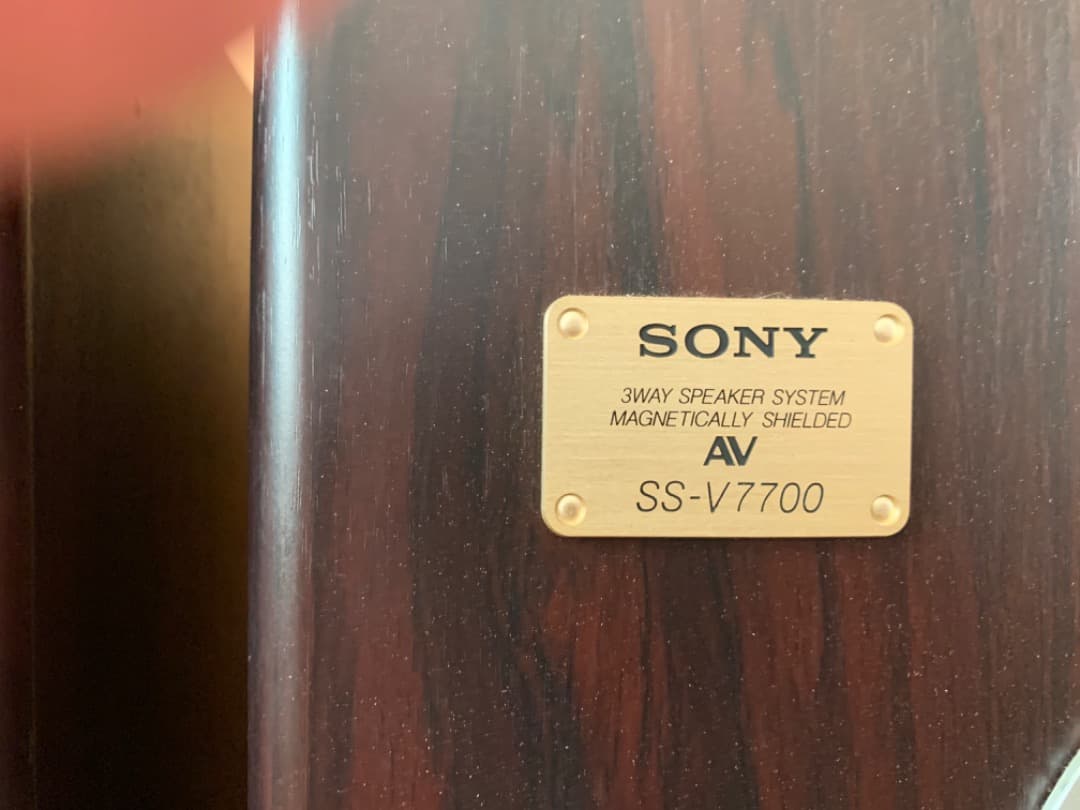 SONY
3WAY SPEAKER SYSTEM
MAGNETICALLY SHIELDED
AV
SS-V7700